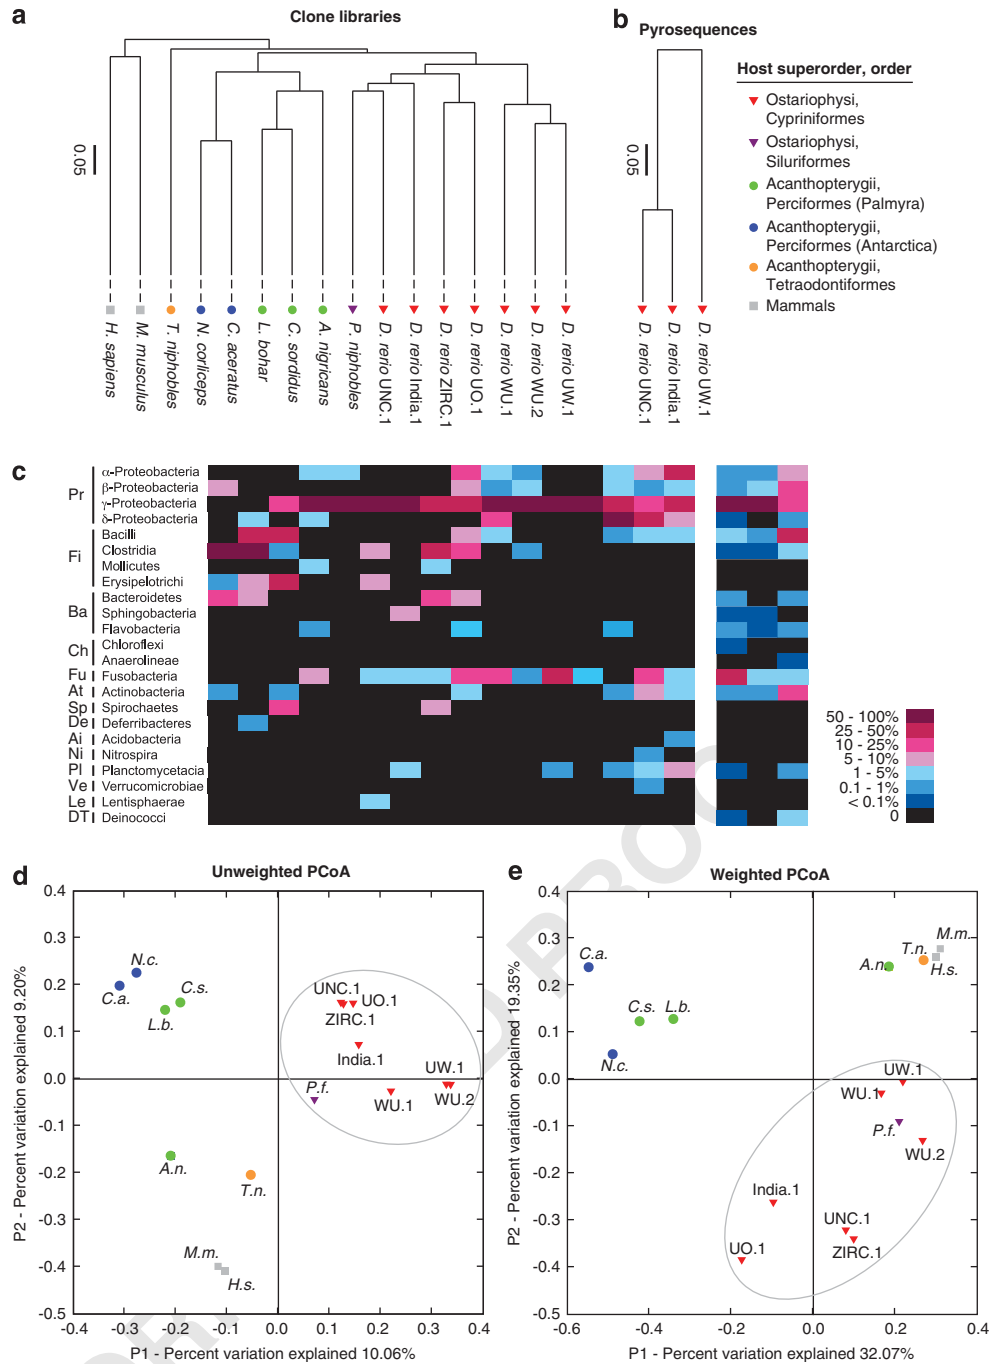 a
Clone libraries
b
Pyrosequences
0.05
0.05
Host superorder, order
Ostariophysi,
Cypriniformes
Ostariophysi,
Siluriformes
Acanthopterygii,
Perciformes (Palmyra)
Acanthopterygii,
Perciformes (Antarctica)
Acanthopterygii,
Tetraodontiformes
Mammals
H. sapiens
M. musculus
T. niphobles
N. corliceps
C. aceratus
L. bohar
C. sordidus
A. nigricans
P. niphobles
D. rerio UNC.1
D. rerio India.1
D. rerio ZIRC.1
D. rerio UO.1
D. rerio WU.1
D. rerio WU.2
D. rerio UW.1
D. rerio UNC.1
D. rerio India.1
D. rerio UW.1
c
Pr
α-Proteobacteria
β-Proteobacteria
γ-Proteobacteria
δ-Proteobacteria
Fi
Bacilli
Clostridia
Mollicutes
Erysipelotrichi
Ba
Bacteroidetes
Sphingobacteria
Flavobacteria
Ch
Chloroflexi
Anaerolineae
Fu
Fusobacteria
At
Actinobacteria
Sp
Spirochaetes
De
Deferribacteres
Ai
Acidobacteria
Ni
Nitrospira
Pl
Planctomycetacia
Ve
Verrucomicrobiae
Le
Lentisphaerae
DT
Deinococci
50 - 100%
25 - 50%
10 - 25%
5 - 10%
1 - 5%
0.1 - 1%
< 0.1%
0
d
Unweighted PCoA
P2 - Percent variation explained 9.20%
0.4
0.3
0.2
0.1
0.0
-0.1
-0.2
-0.3
-0.4
-0.5
N.c.
C.a.
C.s.
L.b.
UNC.1
UO.1
ZIRC.1
India.1
UW.1
P.f.
WU.1
WU.2
A.n.
T.n.
M.m.
H.s.
-0.4
-0.3
-0.2
-0.1
0.0
0.1
0.2
0.3
0.4
P1 - Percent variation explained 10.06%
e
Weighted PCoA
P2 - Percent variation explained 19.35%
0.4
0.3
0.2
0.1
0.0
-0.1
-0.2
-0.3
-0.4
-0.5
C.a.
M.m.
T.n.
A.n.
H.s.
C.s.
L.b.
N.c.
UW.1
WU.1
P.f.
WU.2
India.1
UNC.1
UO.1
ZIRC.1
-0.6
-0.4
-0.2
0.0
0.2
0.4
P1 - Percent variation explained 32.07%